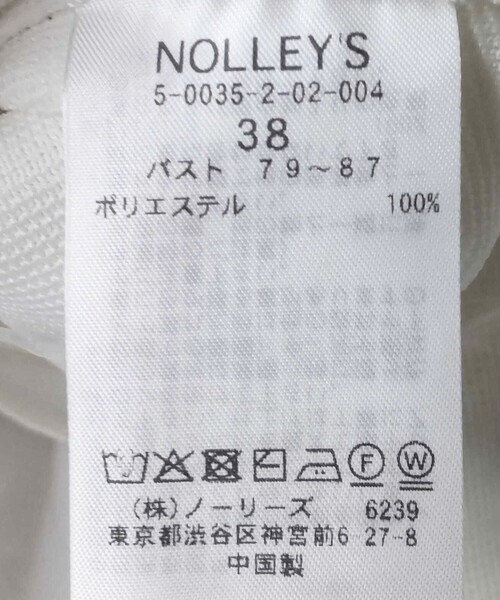 NOLLEY'S
5-0035-2-02-004
38
バスト 79～87
ポリエステル 100%
F W
(株)ノーリーズ 6239
東京都渋谷区神宮前6 27-8
中国製